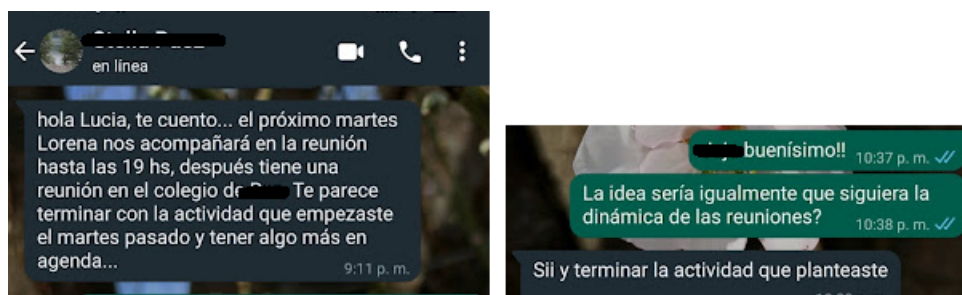 en línea
hola Lucia, te cuento... el próximo martes
Lorena nos acompañará en la reunión
hasta las 19 hs, después tiene una
reunión en el colegio de Te parece
terminar con la actividad que empezaste
el martes pasado y tener algo más en
agenda...
9:11 p. m.
buenísimo!! 10:37 p. m.
La idea sería igualmente que siguiera la
dinámica de las reuniones?
10:38 p. m.
Sii y terminar la actividad que planteaste